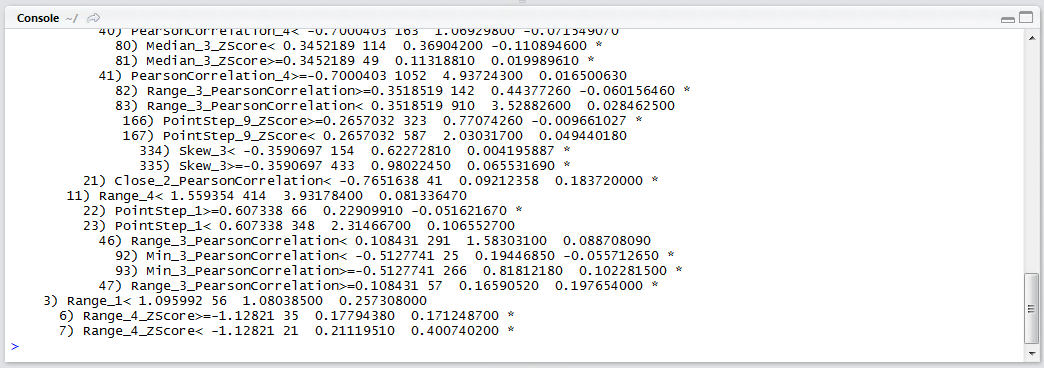 Console ~/
40) PearsonCorrelation_4< -0.7000403 163 1.06929800 -0.071549070
80) Median_3_ZScore< 0.3452189 114 0.36904200 -0.110894600 *
81) Median_3_ZScore>=0.3452189 49 0.11318810 0.019989610 *
41) PearsonCorrelation_4>=-0.7000403 1052 4.93724300 0.016500630
82) Range_3_PearsonCorrelation>=0.3518519 142 0.44377260 -0.060156460 *
83) Range_3_PearsonCorrelation< 0.3518519 910 3.52882600 0.028462500
166) PointStep_9_ZScore>=0.2657032 323 0.77074260 -0.009661027 *
167) PointStep_9_ZScore< 0.2657032 587 2.03031700 0.049440180
334) Skew_3< -0.3590697 154 0.62272810 0.004195887 *
335) Skew_3>=-0.3590697 433 0.98022450 0.065531690 *
21) Close_2_PearsonCorrelation< -0.7651638 41 0.09212358 0.183720000 *
11) Range_4< 1.559354 414 3.93178400 0.081336470
22) PointStep_1>=0.607338 66 0.22909910 -0.051621670 *
23) PointStep_1< 0.607338 348 2.31466700 0.106552700
46) Range_3_PearsonCorrelation< 0.108431 291 1.58303100 0.088708090
92) Min_3_PearsonCorrelation< -0.5127741 25 0.19446850 -0.055712650 *
93) Min_3_PearsonCorrelation>=-0.5127741 266 0.81812180 0.102281500 *
47) Range_3_PearsonCorrelation>=0.108431 57 0.16590520 0.197654000 *
3) Range_1< 1.095992 56 1.08038500 0.257308000
6) Range_4_ZScore>=-1.12821 35 0.17794380 0.171248700 *
7) Range_4_ZScore< -1.12821 21 0.21119510 0.400740200 *
>